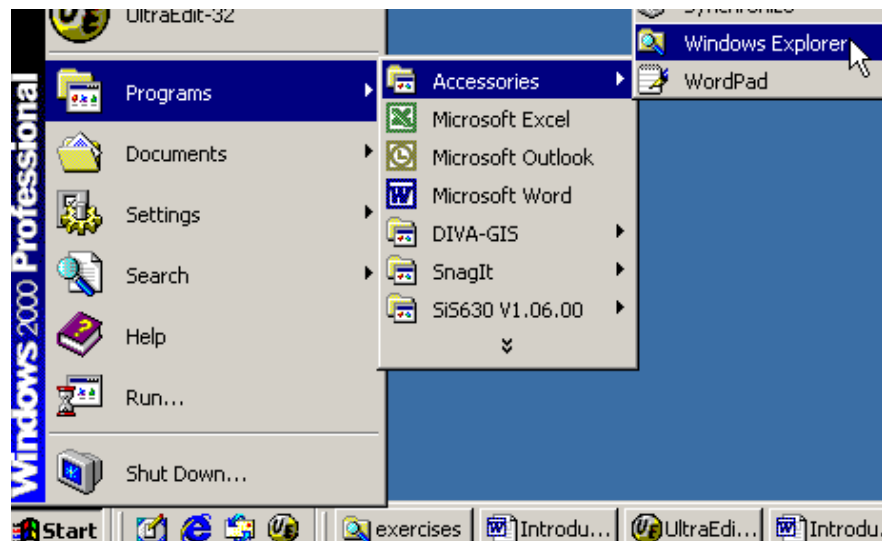 UltraEdit-32
Programs
Documents
Settings
Search
Help
Run...
Shut Down...
Windows 2000 Professional
Accessories
Microsoft Excel
Microsoft Outlook
Microsoft Word
DIVA-GIS
SnagIt
SiS630 V1.06.00
Synchronize
Windows Explorer
WordPad
Start
exercises
Introdu...
UltraEdi...
Introdu.